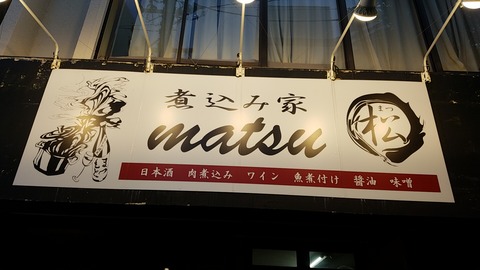 煮込み家
matsu
まつ
松
日本酒 肉煮込み ワイン 魚煮付け 醤油 味噌